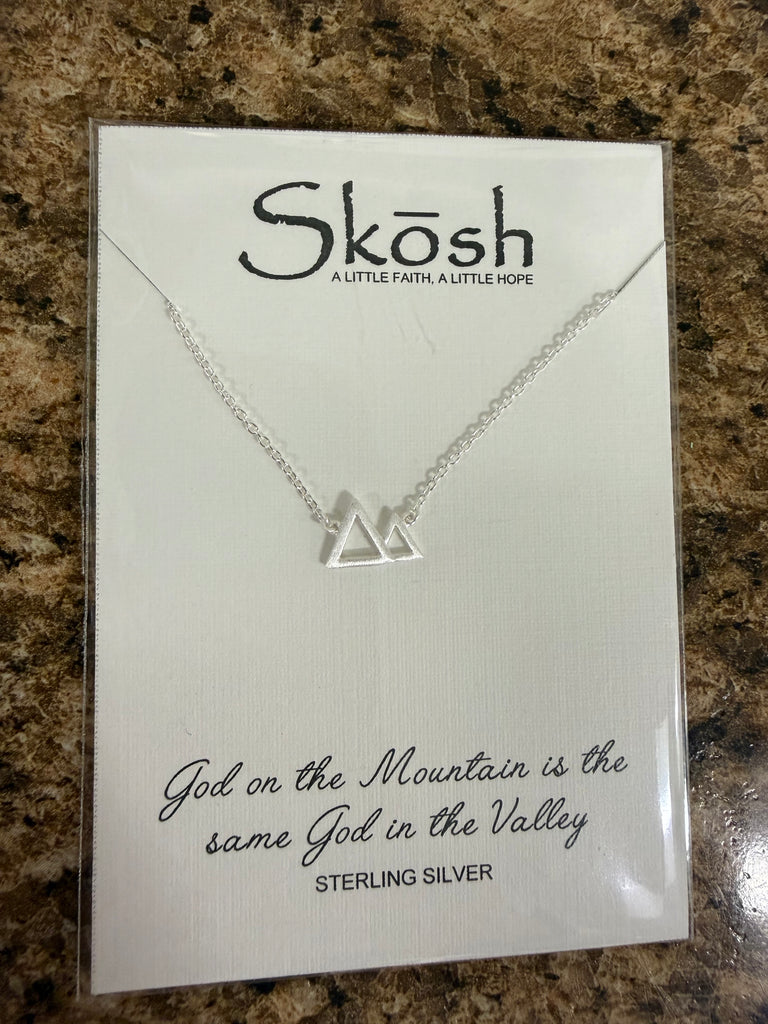 Skōsh
A LITTLE FAITH, A LITTLE HOPE
God on the Mountain is the
same God in the Valley
STERLING SILVER